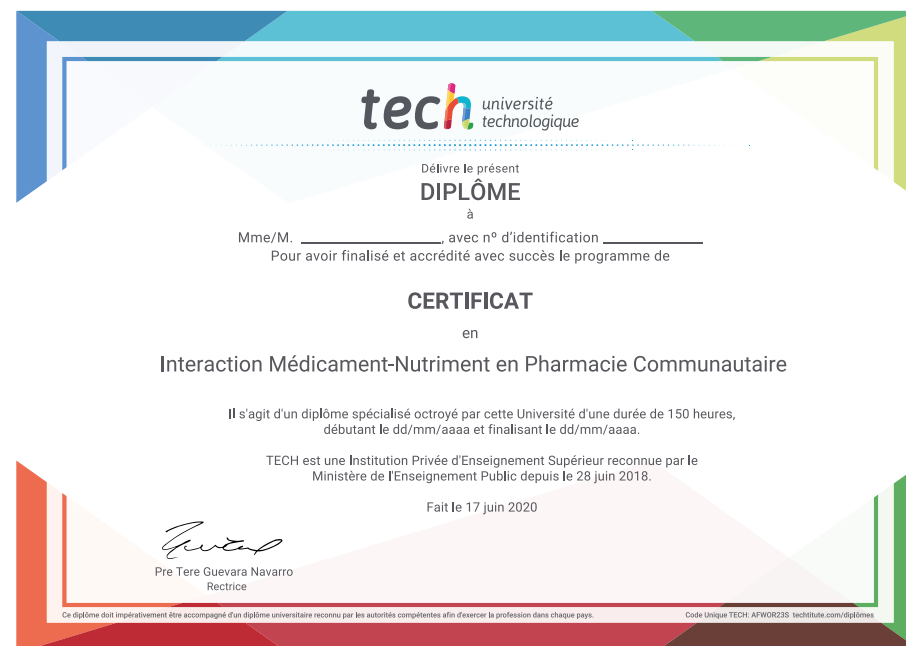 tech université
technologique
Délivre le présent
DIPLÔME
à
Mme/M. ____________________, avec nº d'identification ______________
Pour avoir finalisé et accrédité avec succès le programme de
CERTIFICAT
en
Interaction Médicament-Nutriment en Pharmacie Communautaire
Il s'agit d'un diplôme spécialisé octroyé par cette Université d'une durée de 150 heures,
débutant le dd/mm/aaaa et finalisant le dd/mm/aaaa.
TECH est une Institution Privée d'Enseignement Supérieur reconnue par le
Ministère de l'Enseignement Public depuis le 28 juin 2018.
Fait le 17 juin 2020
Pre Tere Guevara Navarro
Rectrice
Ce diplôme doit impérativement être accompagné d'un diplôme universitaire reconnu par les autorités compétentes afin d'exercer la profession dans chaque pays.
Code Unique TECH: AFWOR23S techtitute.com/diplômes